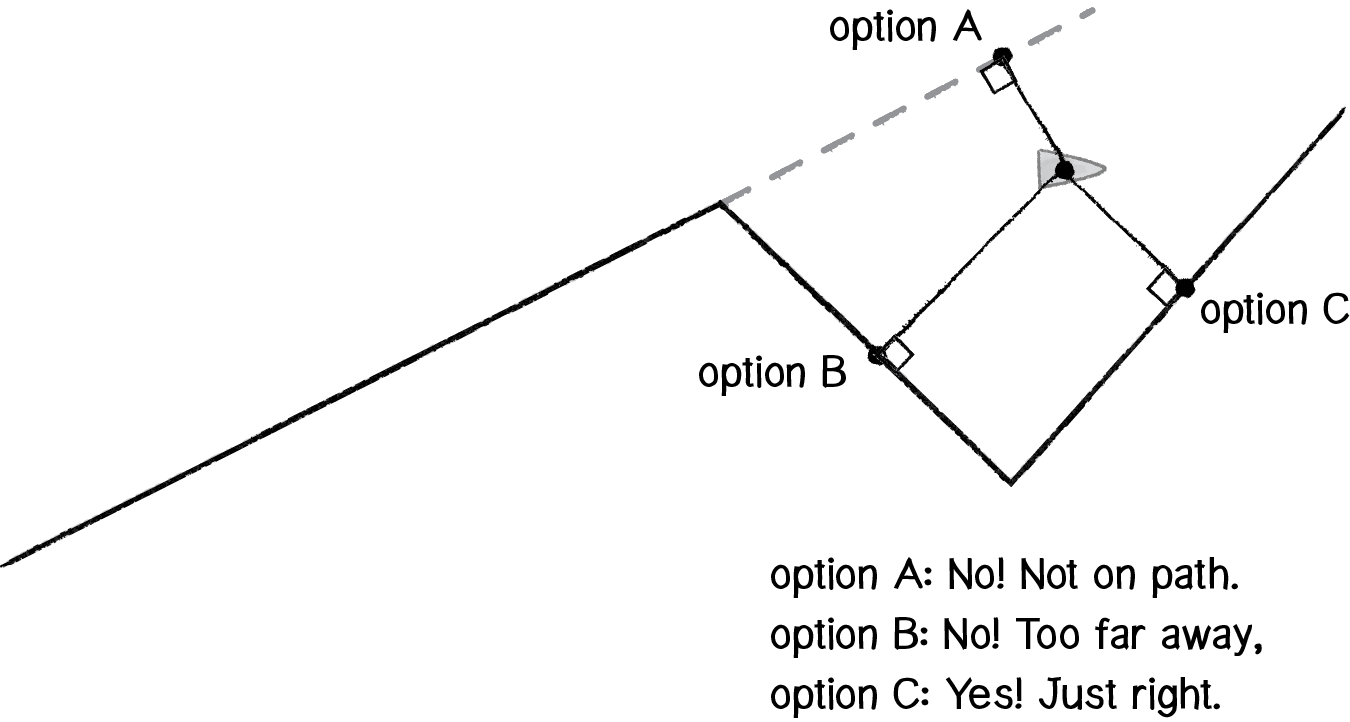 option A
option C
option B
option A: No! Not on path.
option B: No! Too far away,
option C: Yes! Just right.